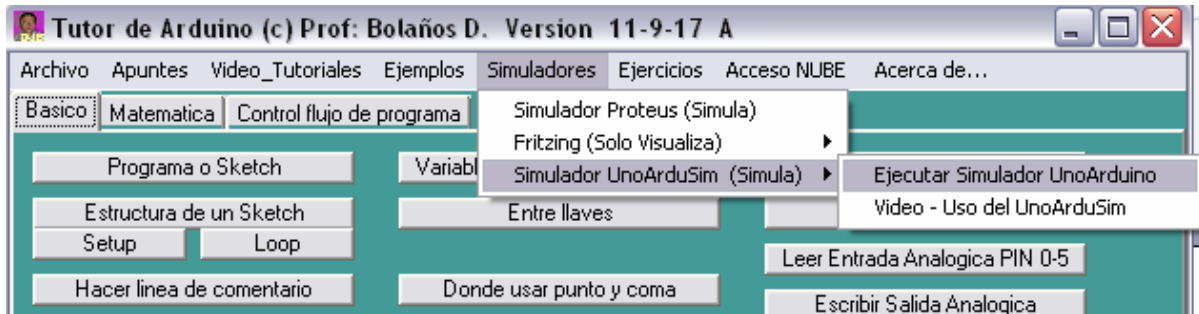 Tutor de Arduino (c) Prof: Bolaños D. Version 11-9-17 A
Archivo Apuntes Video_Tutoriales Ejemplos Simuladores Ejercicios Acceso NUBE Acerca de...
Basico Matematica Control flujo de programa
Simulador Proteus (Simula)
Fritzing (Solo Visualiza)
Simulador UnoArduSim (Simula)
Ejecutar Simulador UnoArduino
Video - Uso del UnoArduSim
Programa o Sketch
Estructura de un Sketch
Setup Loop
Hacer linea de comentario
Entre llaves
Donde usar punto y coma
Leer Entrada Analogica PIN 0-5
Escribir Salida Analogica